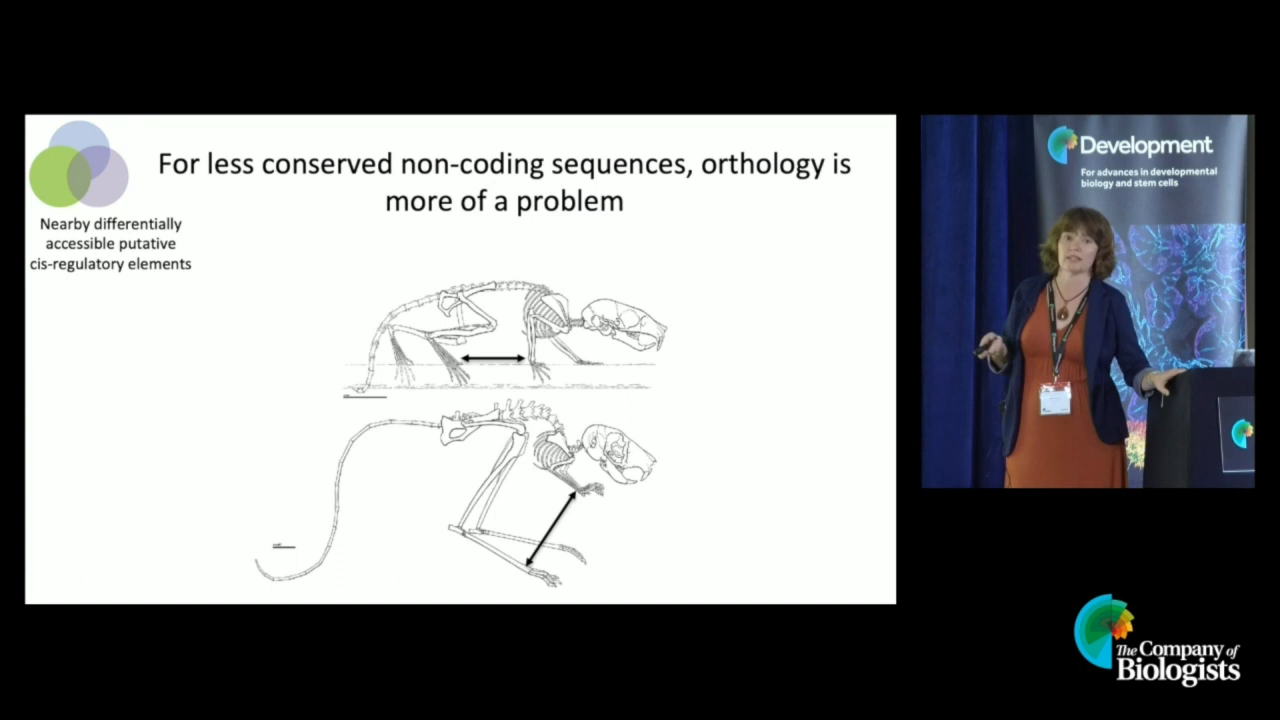 For less conserved non-coding sequences, orthology is
more of a problem
Nearby differentially
accessible putative
cis-regulatory elements
Development
For advances in developmental
biology and stem cells
The Company of
Biologists